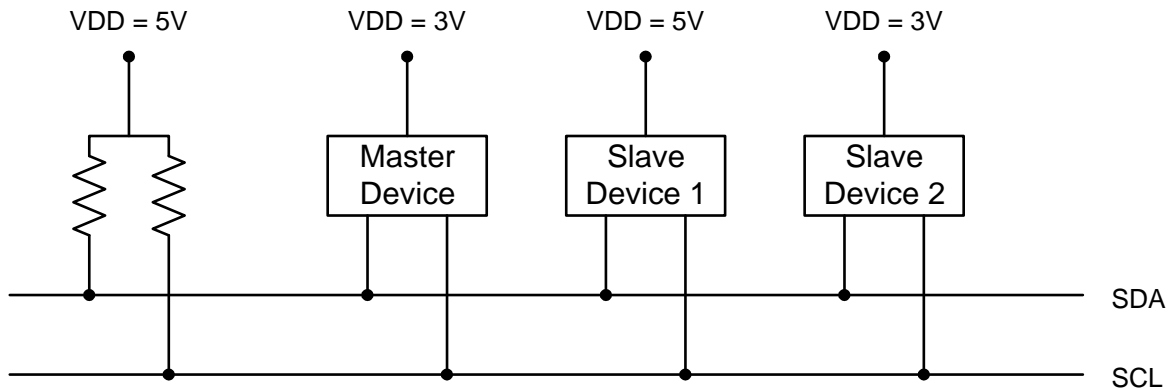 VDD = 5V
VDD = 3V
VDD = 5V
VDD = 3V
Master
Device
Slave
Device 1
Slave
Device 2
SDA
SCL